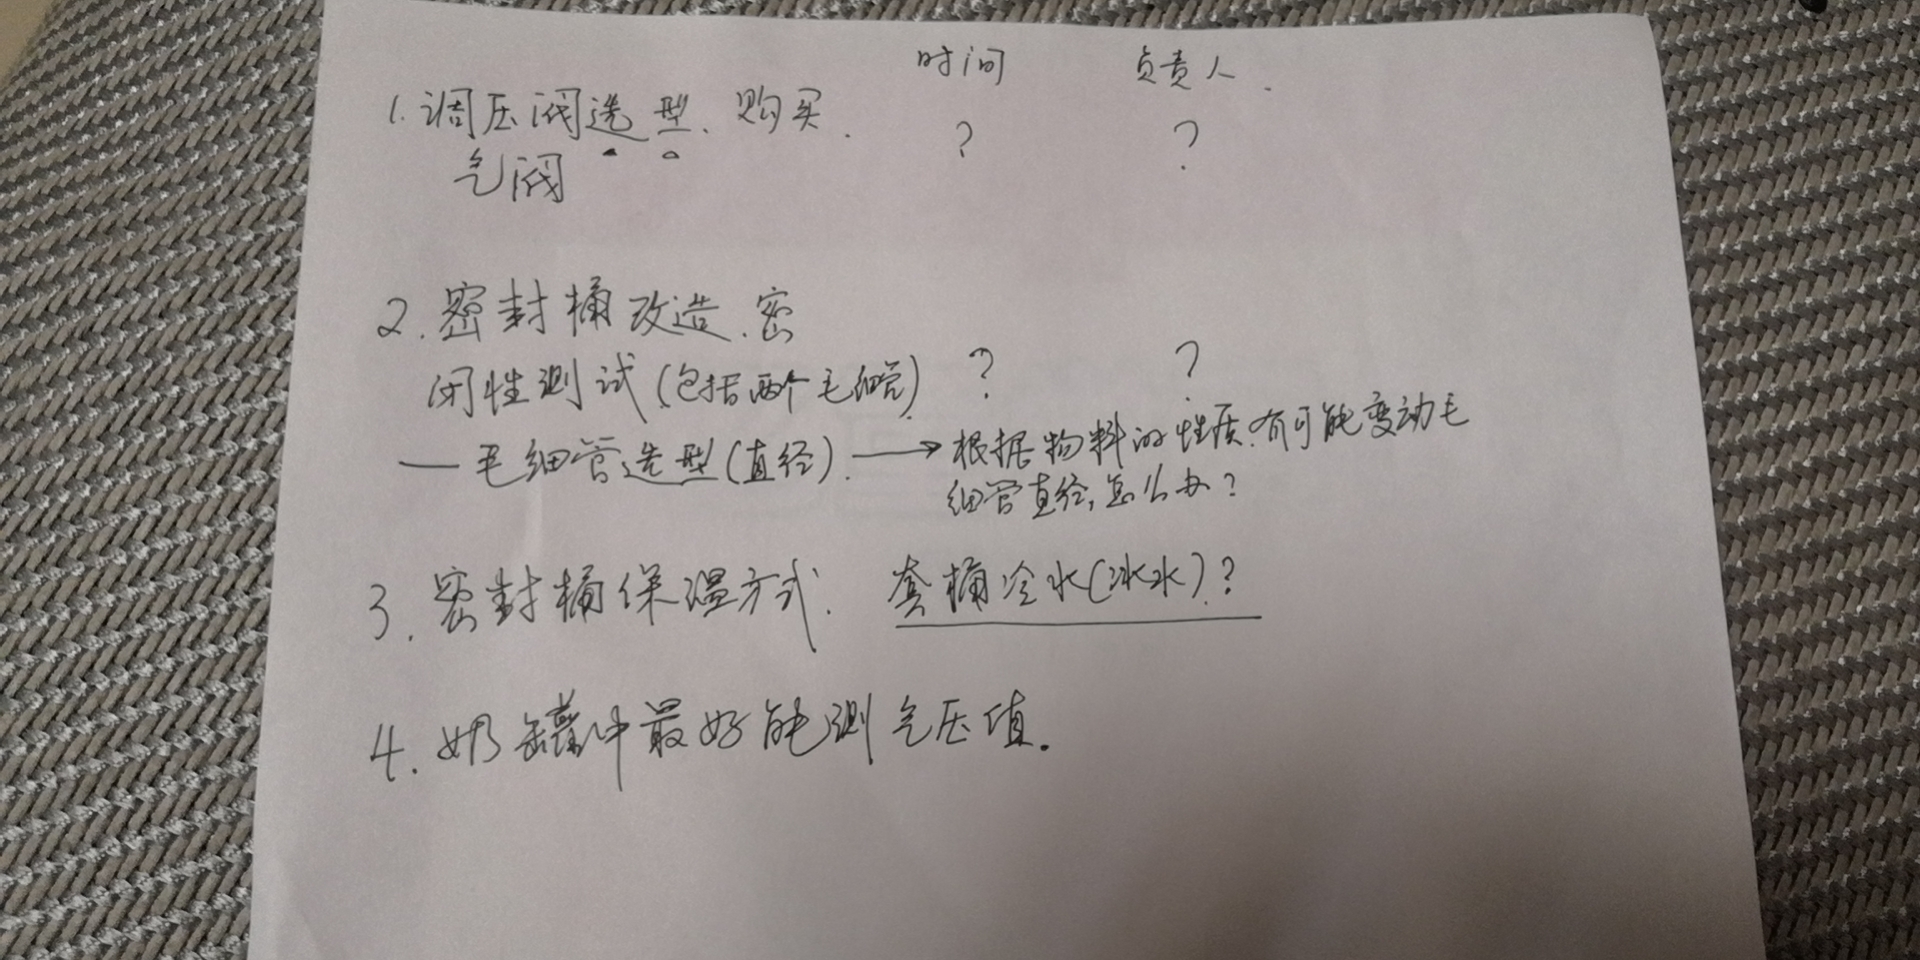 时间 负责人.
1. 调压阀选型、购买. ? ?
气阀
2. 密封桶改造.密
闭性测试(包括两个毛细管) ? ?
— 毛细管选型(直径). → 根据物料的性质.有可能变动毛
细管直径,怎么办?
3. 密封桶保温方式. 套桶冷水(冰水)?
4. 奶罐中最好能测气压值.